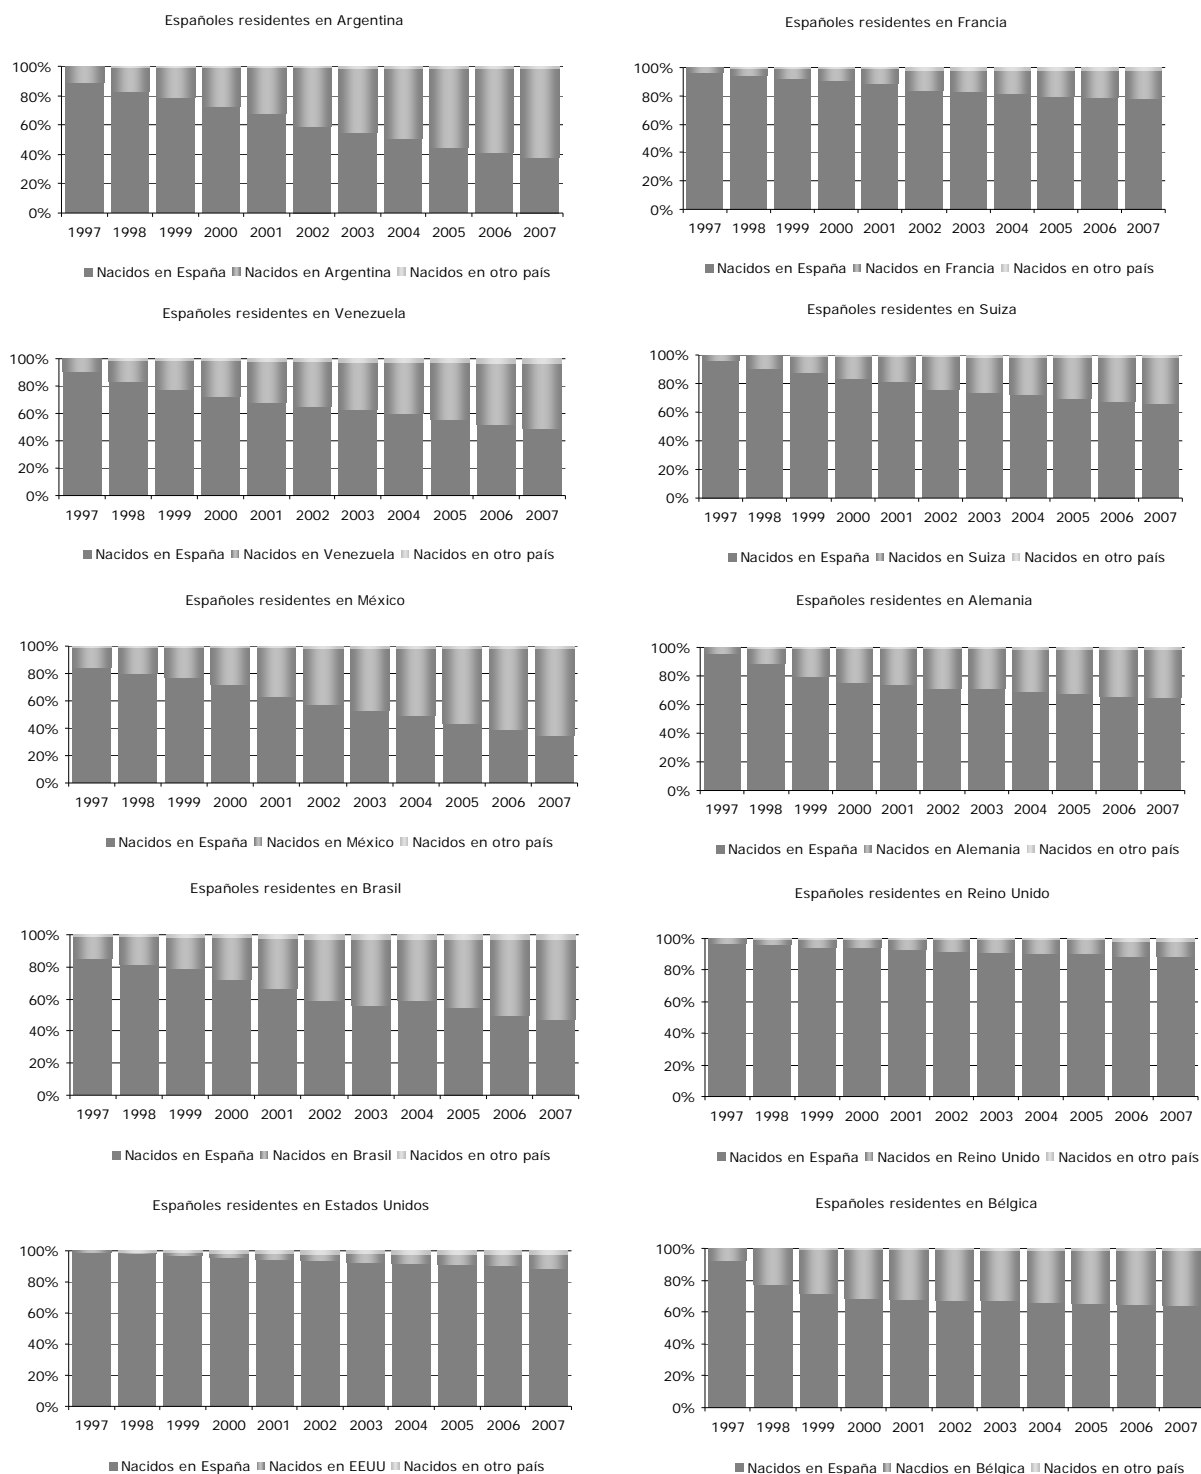 Españoles residentes en Argentina
100%
80%
60%
40%
20%
0%
1997 1998 1999 2000 2001 2002 2003 2004 2005 2006 2007
Nacidos en España Nacidos en Argentina Nacidos en otro país
Españoles residentes en Francia
100%
80%
60%
40%
20%
0%
1997 1998 1999 2000 2001 2002 2003 2004 2005 2006 2007
Nacidos en España Nacidos en Francia Nacidos en otro país
Españoles residentes en Venezuela
100%
80%
60%
40%
20%
0%
1997 1998 1999 2000 2001 2002 2003 2004 2005 2006 2007
Nacidos en España Nacidos en Venezuela Nacidos en otro país
Españoles residentes en Suiza
100%
80%
60%
40%
20%
0%
1997 1998 1999 2000 2001 2002 2003 2004 2005 2006 2007
Nacidos en España Nacidos en Suiza Nacidos en otro país
Españoles residentes en México
100%
80%
60%
40%
20%
0%
1997 1998 1999 2000 2001 2002 2003 2004 2005 2006 2007
Nacidos en España Nacidos en México Nacidos en otro país
Españoles residentes en Alemania
100%
80%
60%
40%
20%
0%
1997 1998 1999 2000 2001 2002 2003 2004 2005 2006 2007
Nacidos en España Nacidos en Alemania Nacidos en otro país
Españoles residentes en Brasil
100%
80%
60%
40%
20%
0%
1997 1998 1999 2000 2001 2002 2003 2004 2005 2006 2007
Nacidos en España Nacidos en Brasil Nacidos en otro país
Españoles residentes en Reino Unido
100%
80%
60%
40%
20%
0%
1997 1998 1999 2000 2001 2002 2003 2004 2005 2006 2007
Nacidos en España Nacidos en Reino Unido Nacidos en otro país
Españoles residentes en Estados Unidos
100%
80%
60%
40%
20%
0%
1997 1998 1999 2000 2001 2002 2003 2004 2005 2006 2007
Nacidos en España Nacidos en EEUU Nacidos en otro país
Españoles residentes en Bélgica
100%
80%
60%
40%
20%
0%
1997 1998 1999 2000 2001 2002 2003 2004 2005 2006 2007
Nacidos en España Nacdios en Bélgica Nacidos en otro país